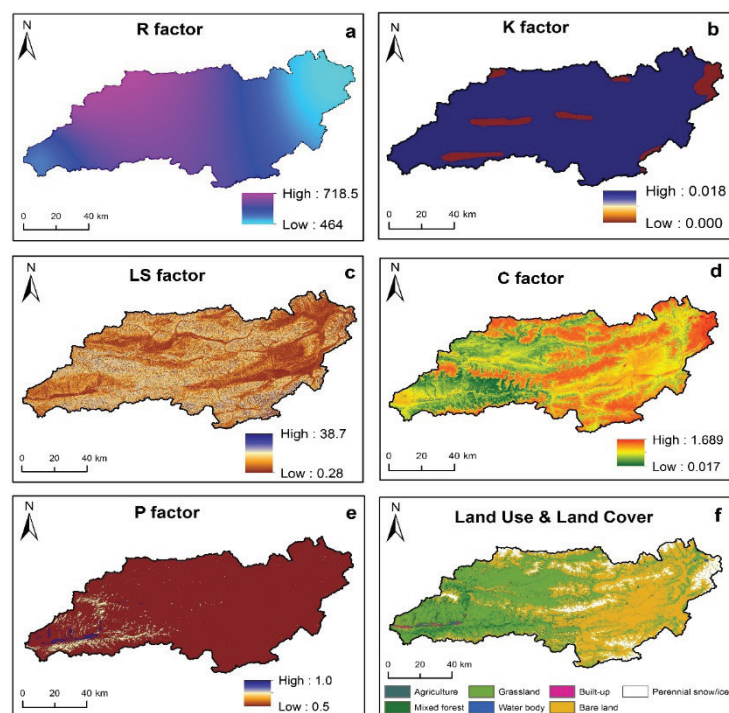 R factor
a
N
High : 718.5
Low : 464
0 20 40 km
K factor
b
N
High : 0.018
Low : 0.000
0 20 40 km
LS factor
c
N
High : 38.7
Low : 0.28
0 20 40 km
C factor
d
N
High : 1.689
Low : 0.017
0 20 40 km
P factor
e
N
High : 1.0
Low : 0.5
0 20 40 km
Land Use & Land Cover
f
N
0 20 40 km
Agriculture Grassland Built-up Perennial snow/ice
Mixed forest Water body Bare land